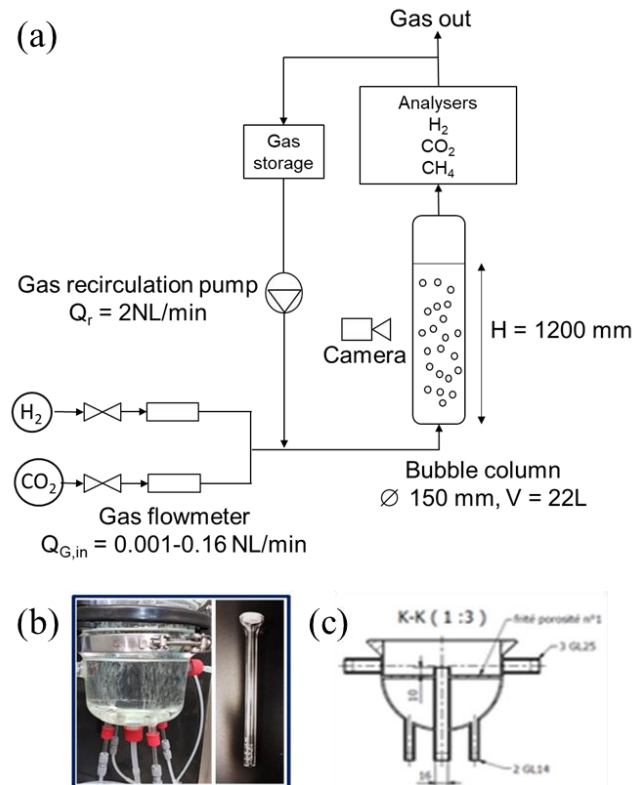 (a)
Gas out
Analysers
H₂
CO₂
CH₄
Gas
storage
Gas recirculation pump
Qᵣ = 2NL/min
Camera
H = 1200 mm
H₂
CO₂
Gas flowmeter
Q_G,in = 0.001-0.16 NL/min
Bubble column
∅ 150 mm, V = 22L
(b)
(c)
K-K ( 1 :3 )
frité porosité n°1
3 GL25
10
16
2 GL14